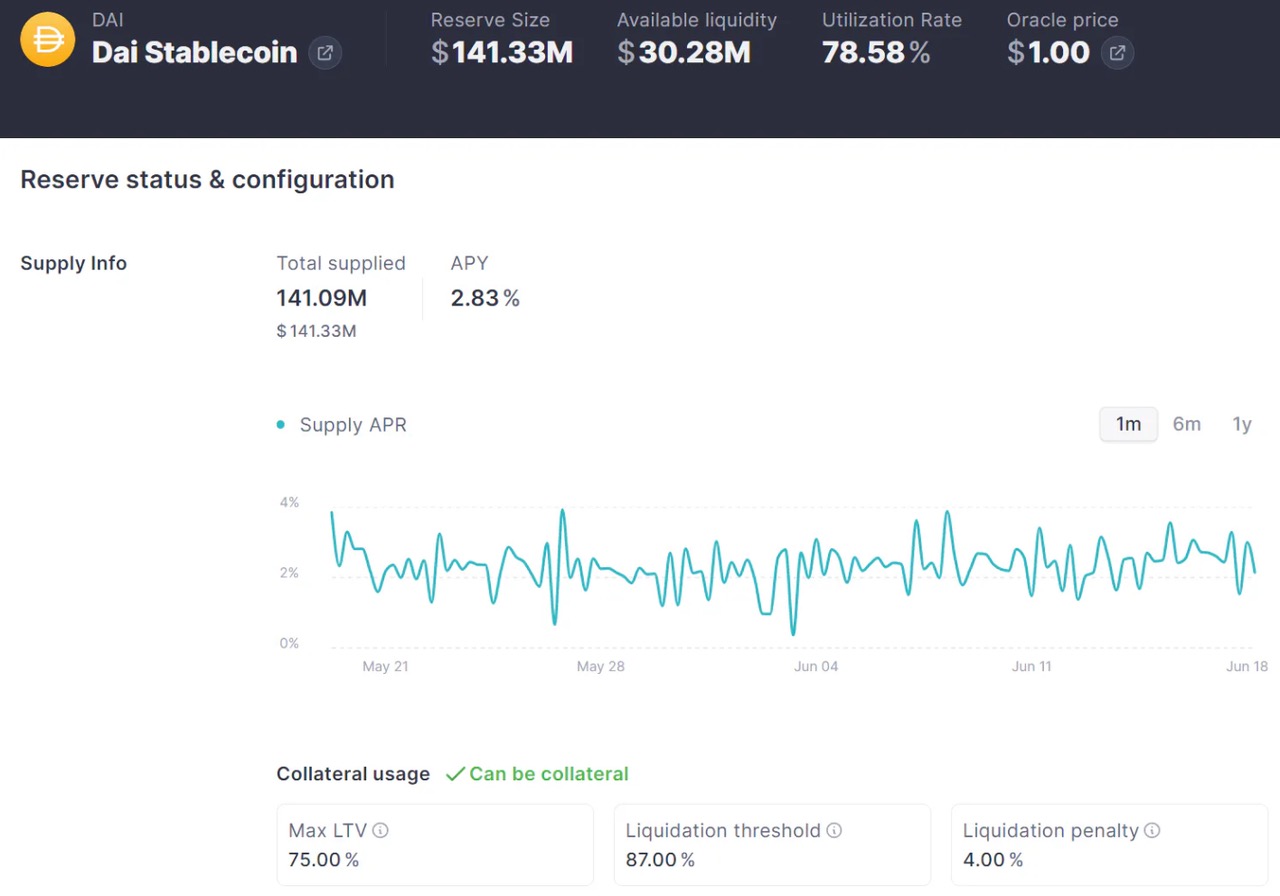 DAI
Dai Stablecoin
Reserve Size
$141.33M
Available liquidity
$30.28M
Utilization Rate
78.58%
Oracle price
$1.00
Reserve status & configuration
Supply Info
Total supplied
141.09M
$141.33M
APY
2.83%
Supply APR
1m 6m 1y
4%
2%
0%
May 21 May 28 Jun 04 Jun 11 Jun 18
Collateral usage Can be collateral
Max LTV
75.00%
Liquidation threshold
87.00%
Liquidation penalty
4.00%